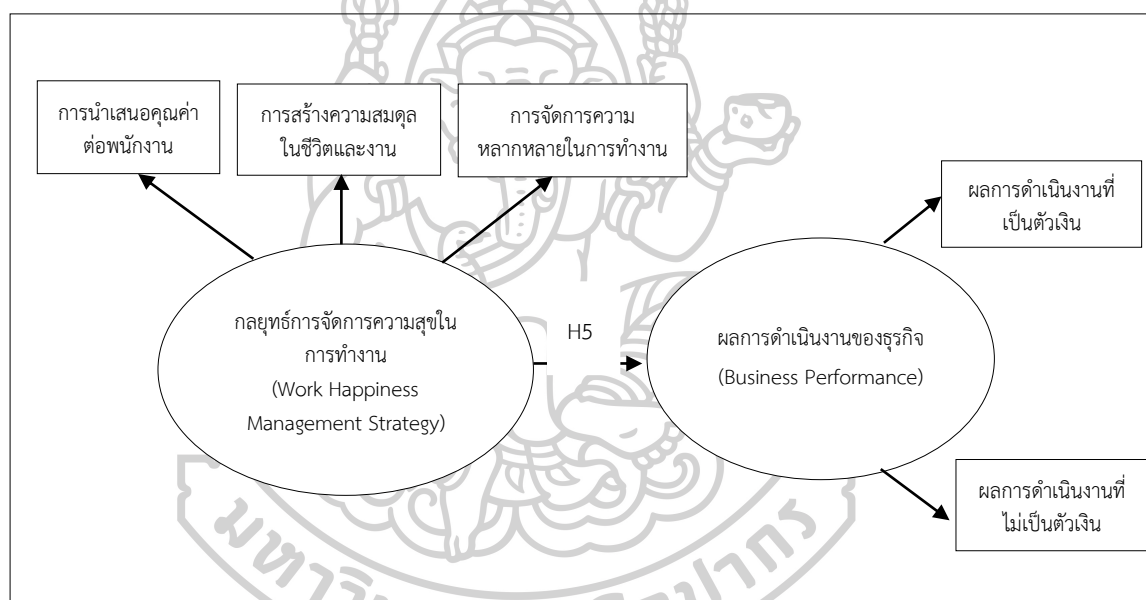 การนำเสนอคุณค่า
ต่อพนักงาน
การสร้างความสมดุล
ในชีวิตและงาน
การจัดการความ
หลากหลายในการทำงาน
ผลการดำเนินงานที่
เป็นตัวเงิน
กลยุทธ์การจัดการความสุขใน
การทำงาน
(Work Happiness
Management Strategy)
H5
ผลการดำเนินงานของธุรกิจ
(Business Performance)
ผลการดำเนินงานที่
ไม่เป็นตัวเงิน